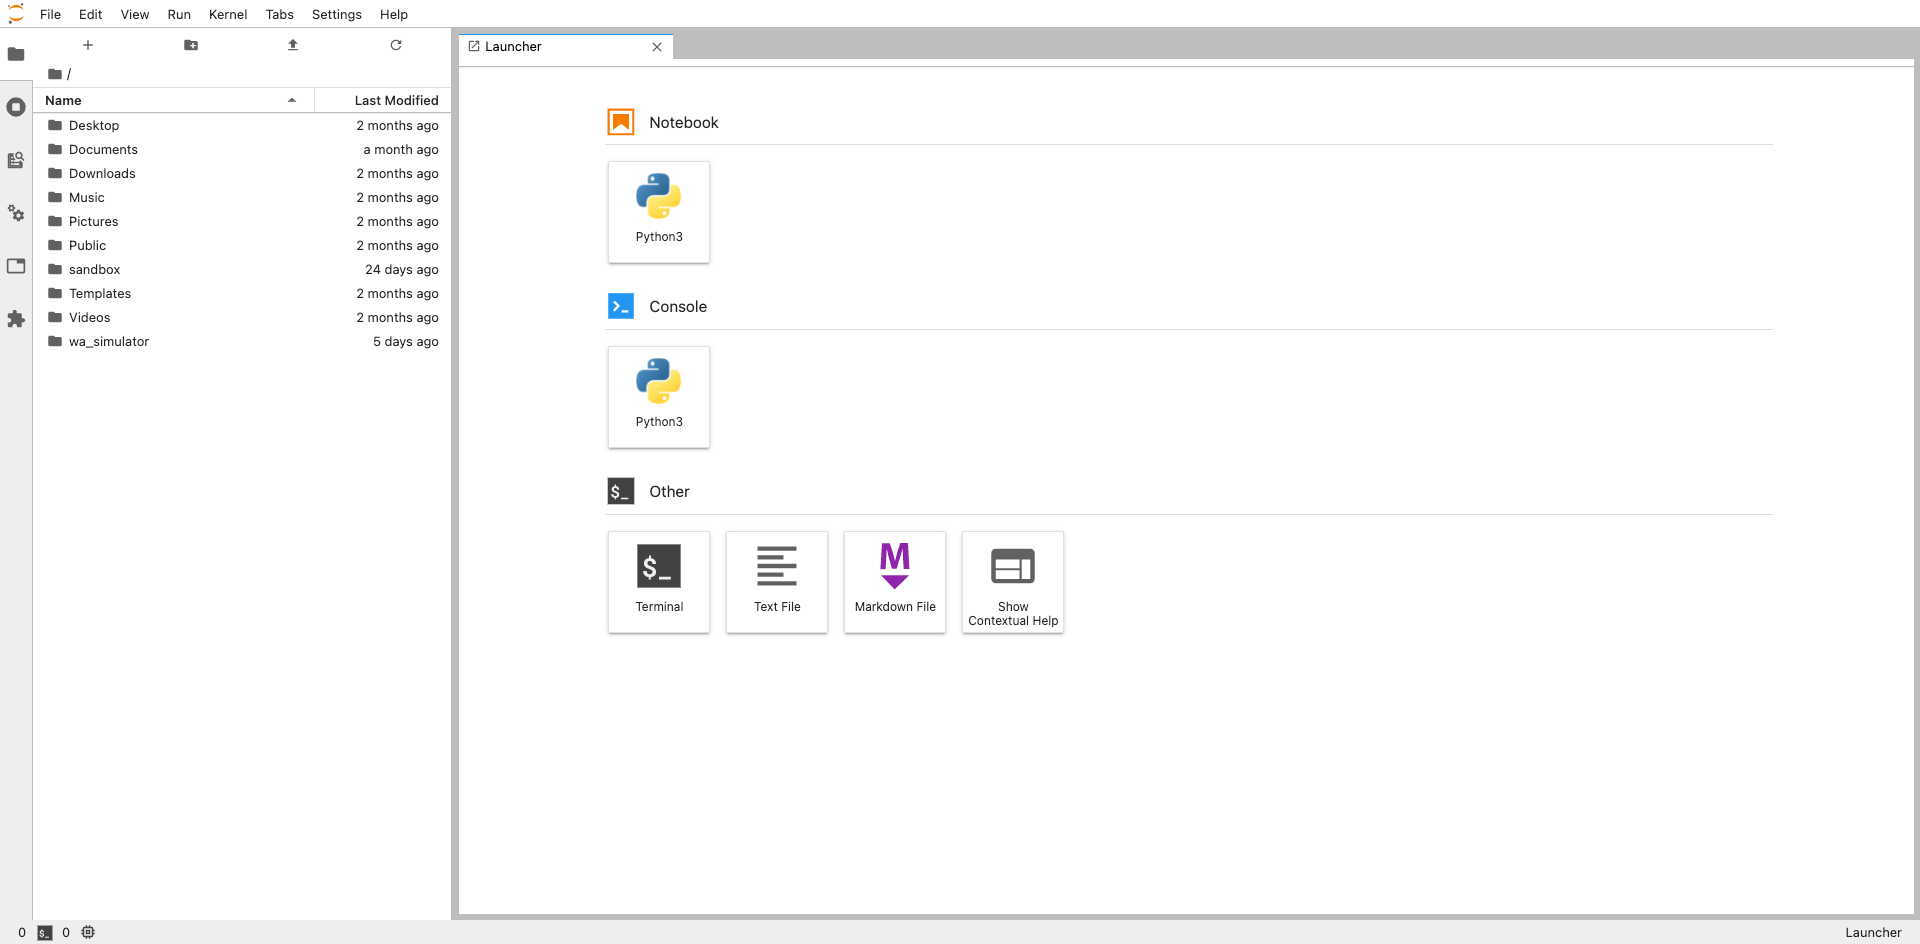 File Edit View Run Kernel Tabs Settings Help
Launcher
/
Name Last Modified
Desktop 2 months ago
Documents a month ago
Downloads 2 months ago
Music 2 months ago
Pictures 2 months ago
Public 2 months ago
sandbox 24 days ago
Templates 2 months ago
Videos 2 months ago
wa_simulator 5 days ago
Notebook
Python3
Console
Python3
$_ Other
$_ M
Terminal Text File Markdown File Show
Contextual Help
0 $_ 0 Launcher